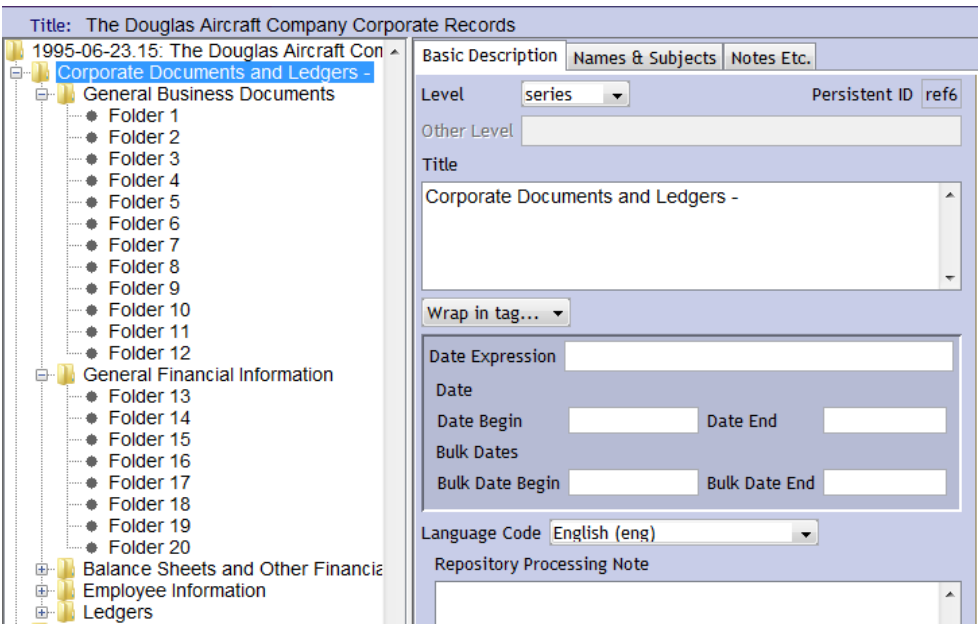 Title: The Douglas Aircraft Company Corporate Records
1995-06-23.15: The Douglas Aircraft Com
Corporate Documents and Ledgers -
General Business Documents
Folder 1
Folder 2
Folder 3
Folder 4
Folder 5
Folder 6
Folder 7
Folder 8
Folder 9
Folder 10
Folder 11
Folder 12
General Financial Information
Folder 13
Folder 14
Folder 15
Folder 16
Folder 17
Folder 18
Folder 19
Folder 20
Balance Sheets and Other Financia
Employee Information
Ledgers
Basic Description Names & Subjects Notes Etc.
Level series Persistent ID ref6
Other Level
Title
Corporate Documents and Ledgers -
Wrap in tag...
Date Expression
Date
Date Begin Date End
Bulk Dates
Bulk Date Begin Bulk Date End
Language Code English (eng)
Repository Processing Note